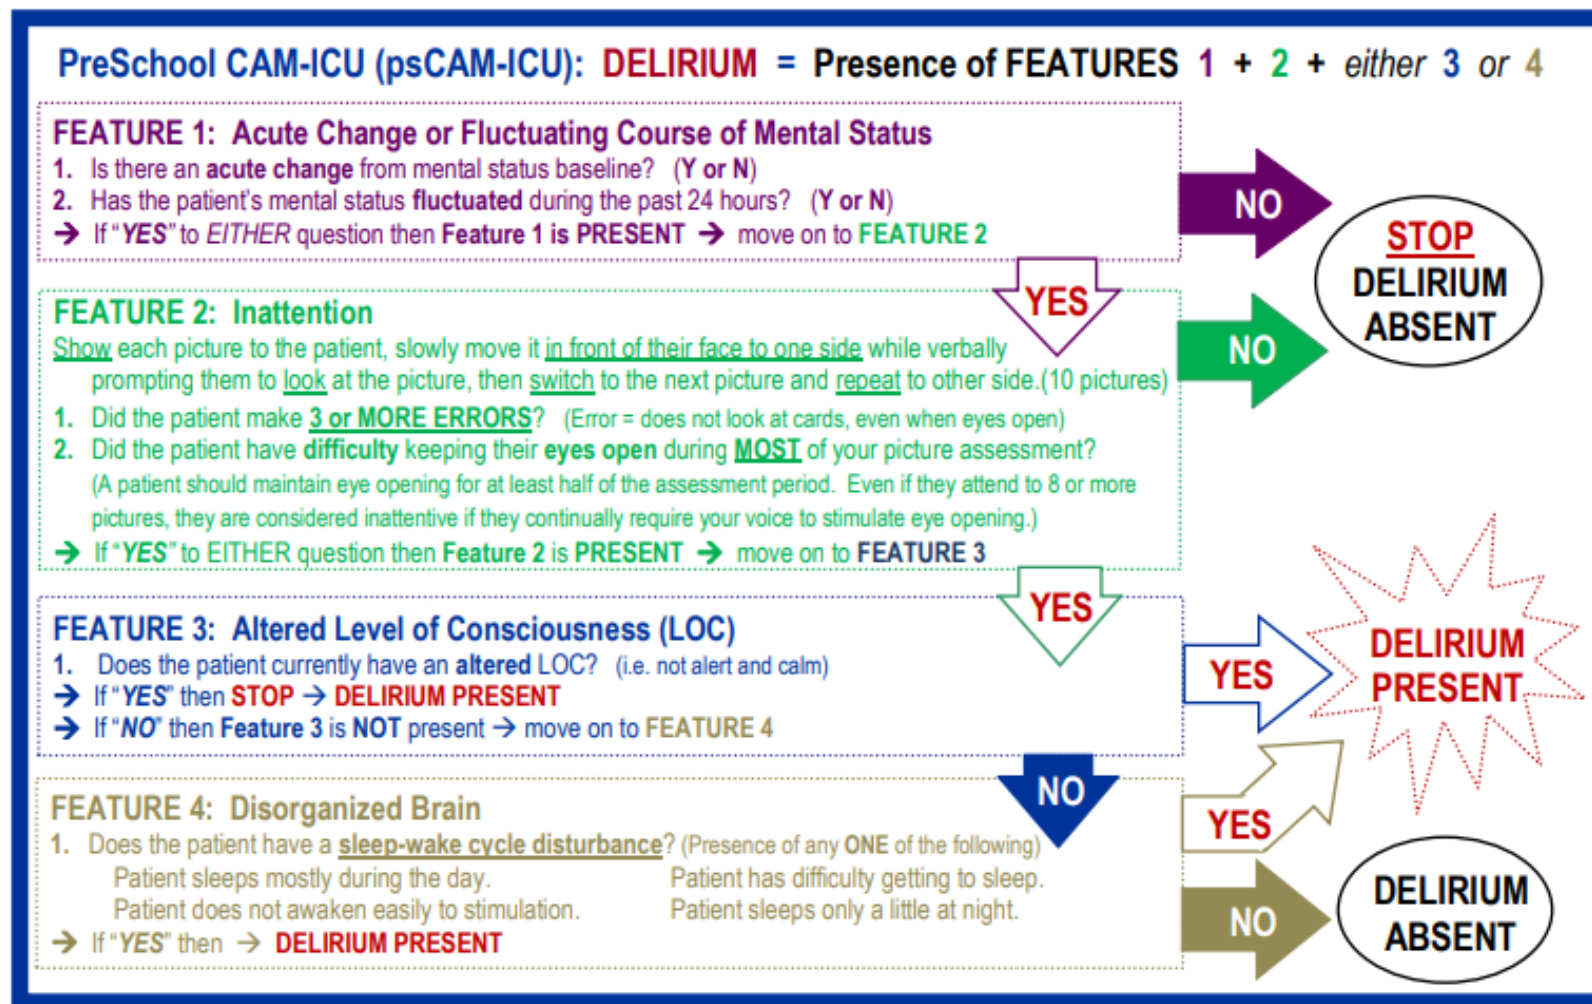 PreSchool CAM-ICU (psCAM-ICU): DELIRIUM = Presence of FEATURES 1 + 2 + either 3 or 4
FEATURE 1: Acute Change or Fluctuating Course of Mental Status
1. Is there an acute change from mental status baseline? (Y or N)
2. Has the patient's mental status fluctuated during the past 24 hours? (Y or N)
→ If "YES" to EITHER question then Feature 1 is PRESENT → move on to FEATURE 2
NO
STOP
DELIRIUM
ABSENT
YES
FEATURE 2: Inattention
Show each picture to the patient, slowly move it in front of their face to one side while verbally
prompting them to look at the picture, then switch to the next picture and repeat to other side.(10 pictures)
1. Did the patient make 3 or MORE ERRORS? (Error = does not look at cards, even when eyes open)
2. Did the patient have difficulty keeping their eyes open during MOST of your picture assessment?
(A patient should maintain eye opening for at least half of the assessment period. Even if they attend to 8 or more
pictures, they are considered inattentive if they continually require your voice to stimulate eye opening.)
→ If "YES" to EITHER question then Feature 2 is PRESENT → move on to FEATURE 3
NO
YES
FEATURE 3: Altered Level of Consciousness (LOC)
1. Does the patient currently have an altered LOC? (i.e. not alert and calm)
→ If "YES" then STOP → DELIRIUM PRESENT
→ If "NO" then Feature 3 is NOT present → move on to FEATURE 4
YES
DELIRIUM
PRESENT
NO
FEATURE 4: Disorganized Brain
1. Does the patient have a sleep-wake cycle disturbance? (Presence of any ONE of the following)
Patient sleeps mostly during the day. Patient has difficulty getting to sleep.
Patient does not awaken easily to stimulation. Patient sleeps only a little at night.
→ If "YES" then → DELIRIUM PRESENT
YES
NO
DELIRIUM
ABSENT